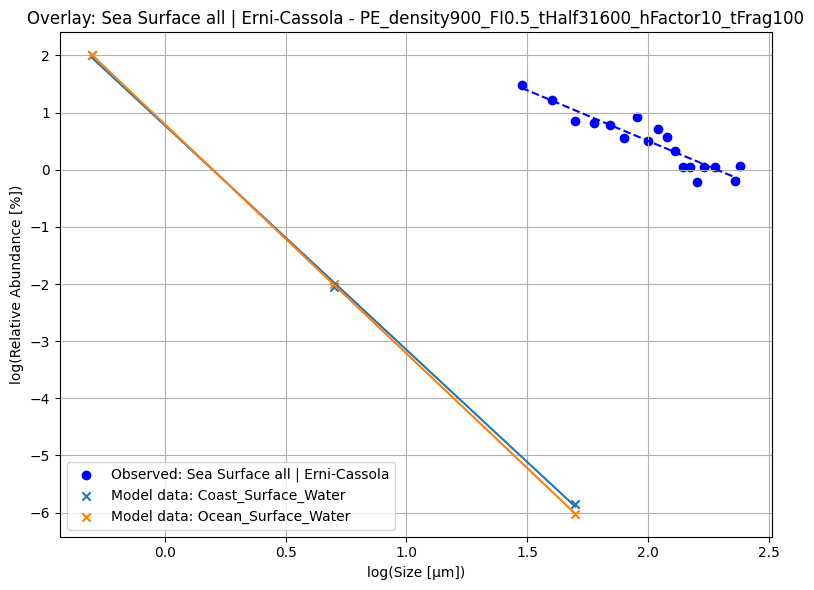 Overlay: Sea Surface all | Erni-Cassola - PE_density900_FI0.5_tHalf31600_hFactor10_tFrag100
log(Relative Abundance [%])
2
1
0
−1
−2
−3
−4
−5
−6
Observed: Sea Surface all | Erni-Cassola
Model data: Coast_Surface_Water
Model data: Ocean_Surface_Water
0.0 0.5 1.0 1.5 2.0 2.5
log(Size [µm])